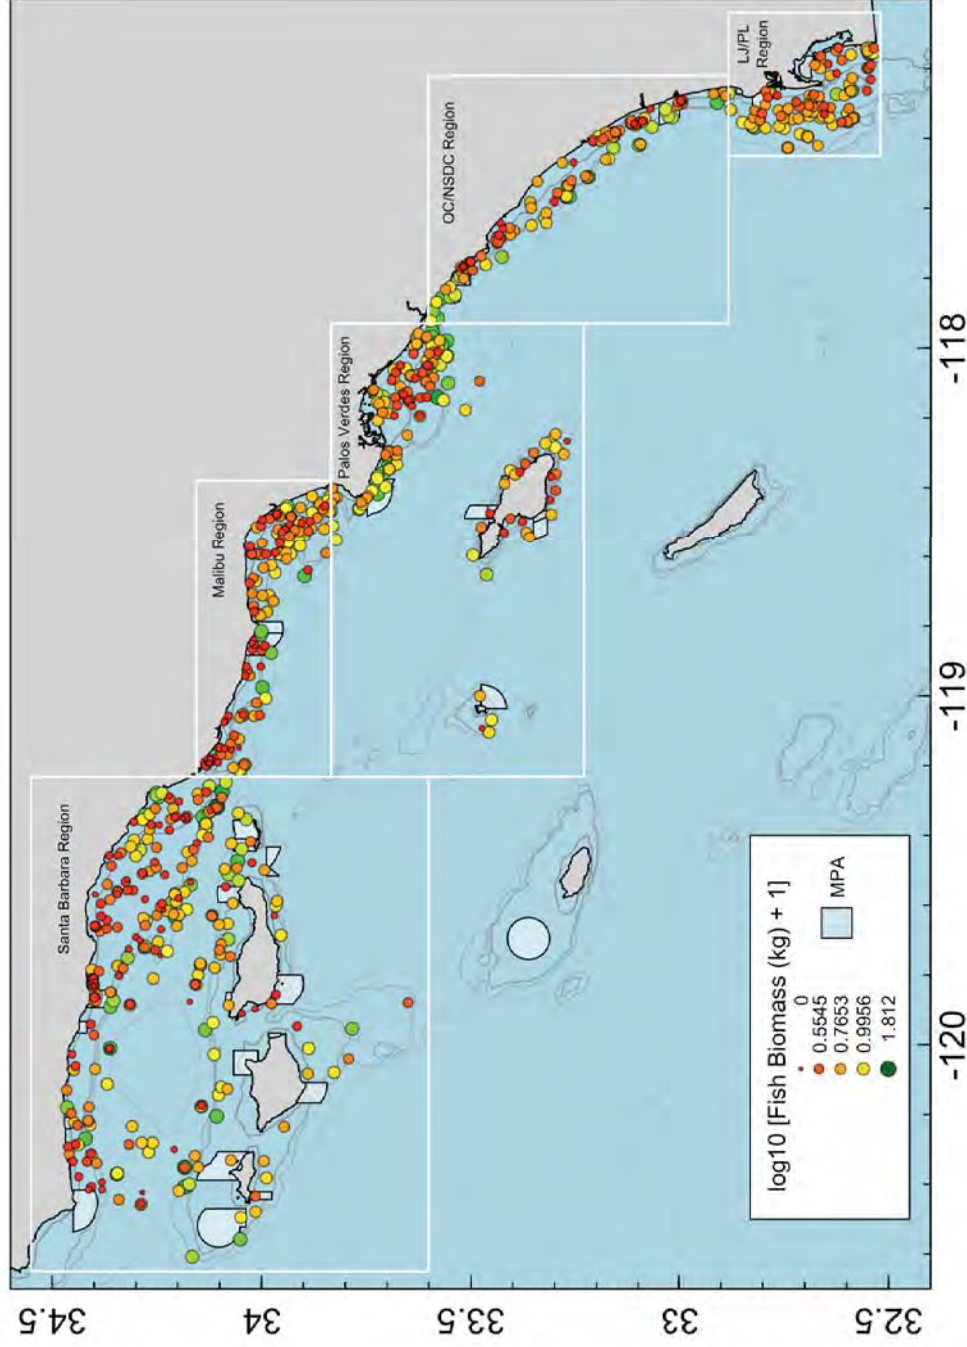 Santa Barbara Region
Malibu Region
Palos Verdes Region
OC/NSDC Region
LJ/PL
Region
34.5
34
33.5
33
32.5
-120
-119
-118
log10 [Fish Biomass (kg) + 1]
0
0.5545
0.7653
0.9956
1.812
MPA